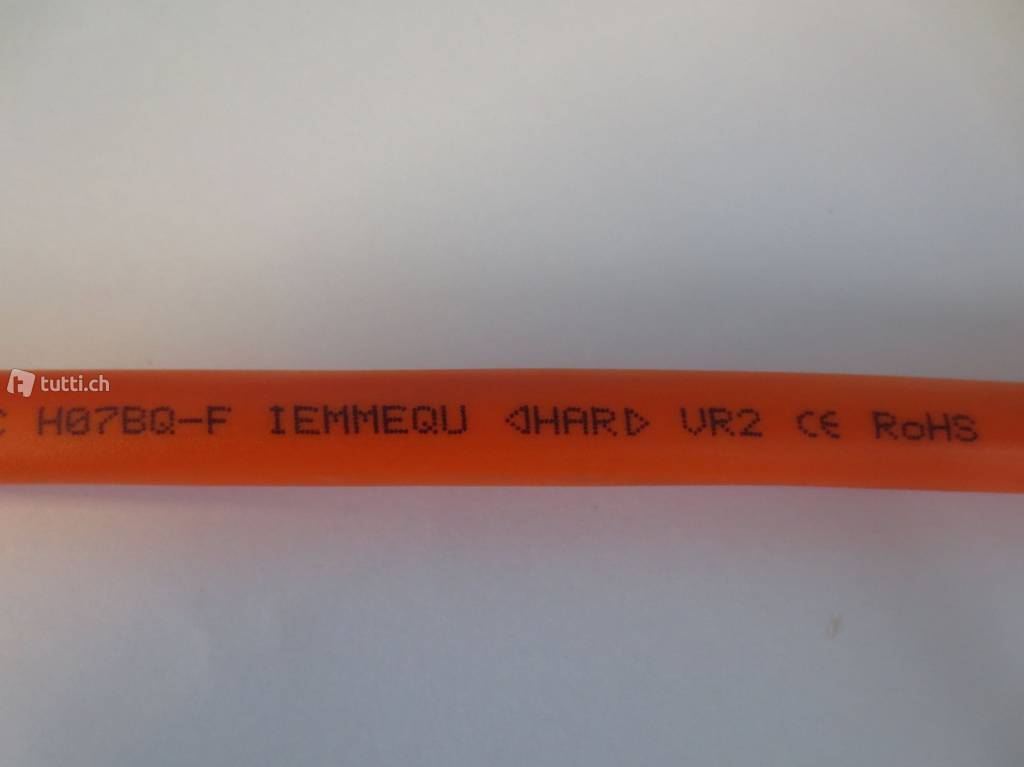 tutti.ch
C H07BQ-F IEMMEQU ◁HAR▷ VR2 CE RoHS